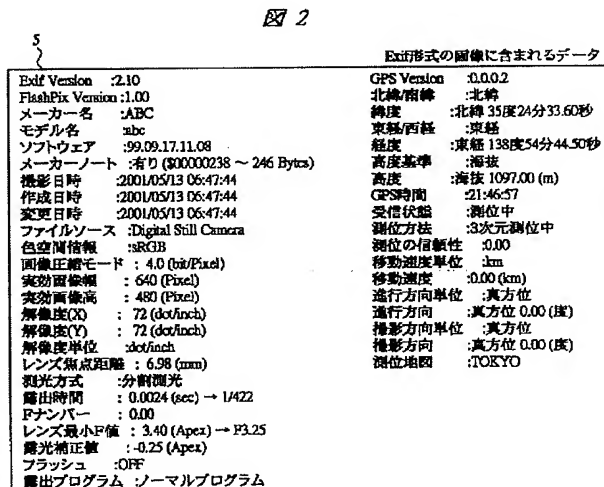 図 2
5
Exif形式の画像に含まれるデータ
Exif Version :2.10
FlashPix Version :1.00
メーカー名 :ABC
モデル名 :abc
ソフトウェア :99.09.17.11.08
メーカーノート :有り($00000238 ~ 246 Bytes)
撮影日時 :2001/05/13 06:47:44
作成日時 :2001/05/13 06:47:44
変更日時 :2001/05/13 06:47:44
ファイルソース :Digital Still Camera
色空間情報 :sRGB
画像圧縮モード : 4.0 (bit/Pixel)
実効画像幅 : 640 (Pixel)
実効画像高 : 480 (Pixel)
解像度(X) : 72 (dot/inch)
解像度(Y) : 72 (dot/inch)
解像度単位 :dot/inch
レンズ焦点距離 : 6.98 (mm)
測光方式 :分割測光
露出時間 : 0.0024 (sec) → 1/422
Fナンバー : 0.00
レンズ最小F値 : 3.40 (Apex) → F3.25
露光補正値 : -0.25 (Apex)
フラッシュ :OFF
露出プログラム :ノーマルプログラム
GPS Version :0.0.0.2
北緯/南緯 :北緯
緯度 :北緯 35度24分33.60秒
東経/西経 :東経
経度 :東経 138度54分44.50秒
高度基準 :海抜
高度 :海抜 1097.00 (m)
GPS時間 :21:46:57
受信状態 :測位中
測位方法 :3次元測位中
測位の信頼性 :0.00
移動速度単位 :km
移動速度 :0.00 (km)
進行方向単位 :真方位
進行方向 :真方位 0.00 (度)
撮影方向単位 :真方位
撮影方向 :真方位 0.00 (度)
測位地図 :TOKYO